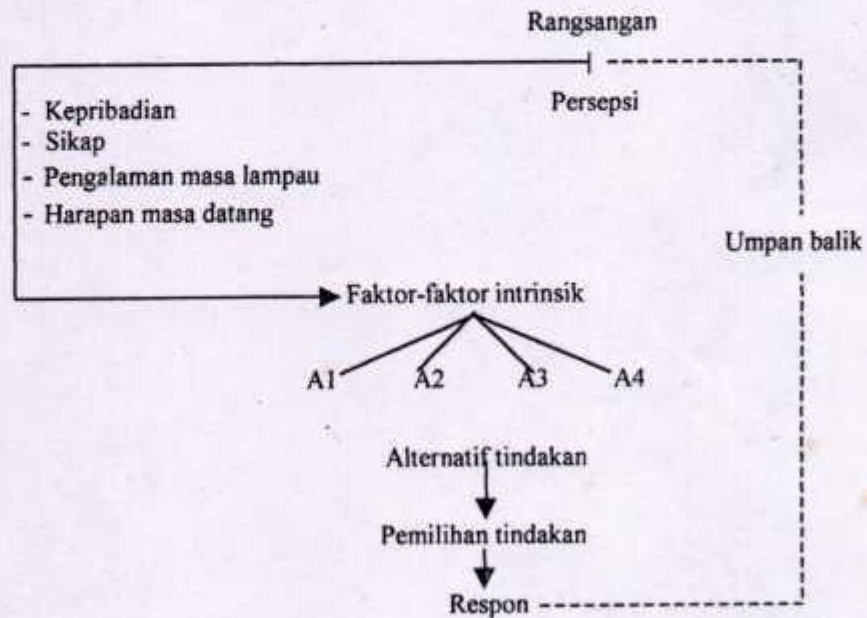 Rangsangan
Persepsi
- Kepribadian
- Sikap
- Pengalaman masa lampau
- Harapan masa datang
Umpan balik
Faktor-faktor intrinsik
A1 A2 A3 A4
Alternatif tindakan
Pemilihan tindakan
Respon